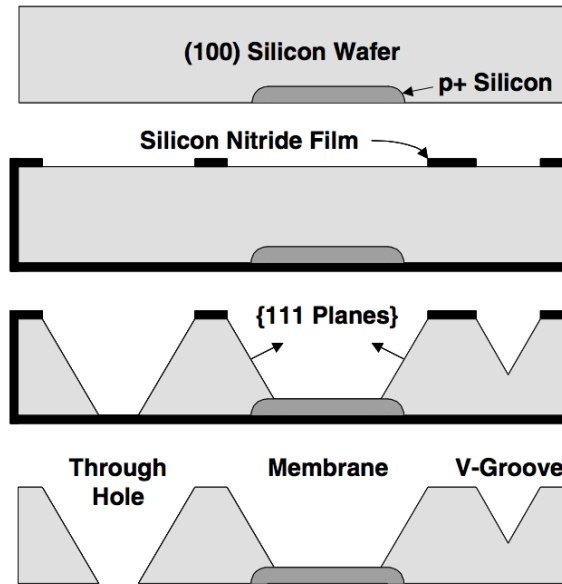 (100) Silicon Wafer
p+ Silicon
Silicon Nitride Film
{111 Planes}
Through
Hole
Membrane
V-Groove